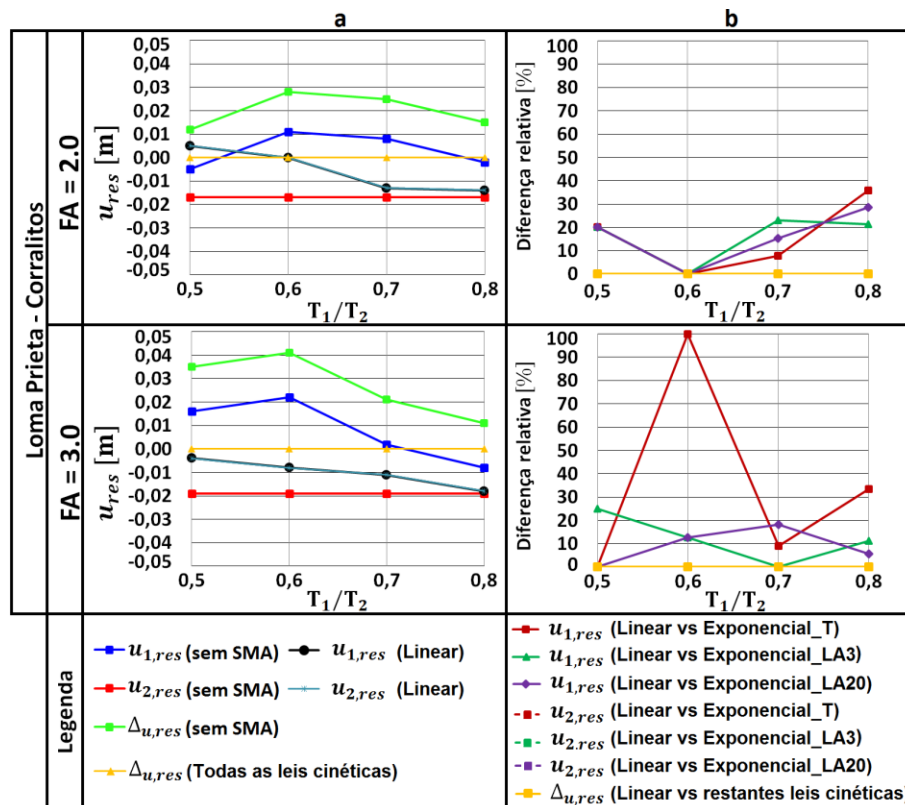 a
b
Loma Prieta - Corralitos
FA = 2.0
u_res [m]
0,05
0,04
0,03
0,02
0,01
0,00
-0,01
-0,02
-0,03
-0,04
-0,05
0,5 0,6 0,7 0,8
T₁/T₂
Diferença relativa [%]
100
90
80
70
60
50
40
30
20
10
0
0,5 0,6 0,7 0,8
T₁/T₂
FA = 3.0
u_res [m]
0,05
0,04
0,03
0,02
0,01
0,00
-0,01
-0,02
-0,03
-0,04
-0,05
0,5 0,6 0,7 0,8
T₁/T₂
Diferença relativa [%]
100
90
80
70
60
50
40
30
20
10
0
0,5 0,6 0,7 0,8
T₁/T₂
Legenda
u1,res (sem SMA) u1,res (Linear)
u2,res (sem SMA) u2,res (Linear)
Δu,res (sem SMA)
Δu,res (Todas as leis cinéticas)
u1,res (Linear vs Exponencial_T)
u1,res (Linear vs Exponencial_LA3)
u1,res (Linear vs Exponencial_LA20)
u2,res (Linear vs Exponencial_T)
u2.res (Linear vs Exponencial_LA3)
u2,res (Linear vs Exponencial_LA20)
Δu,res (Linear vs restantes leis cinéticas)